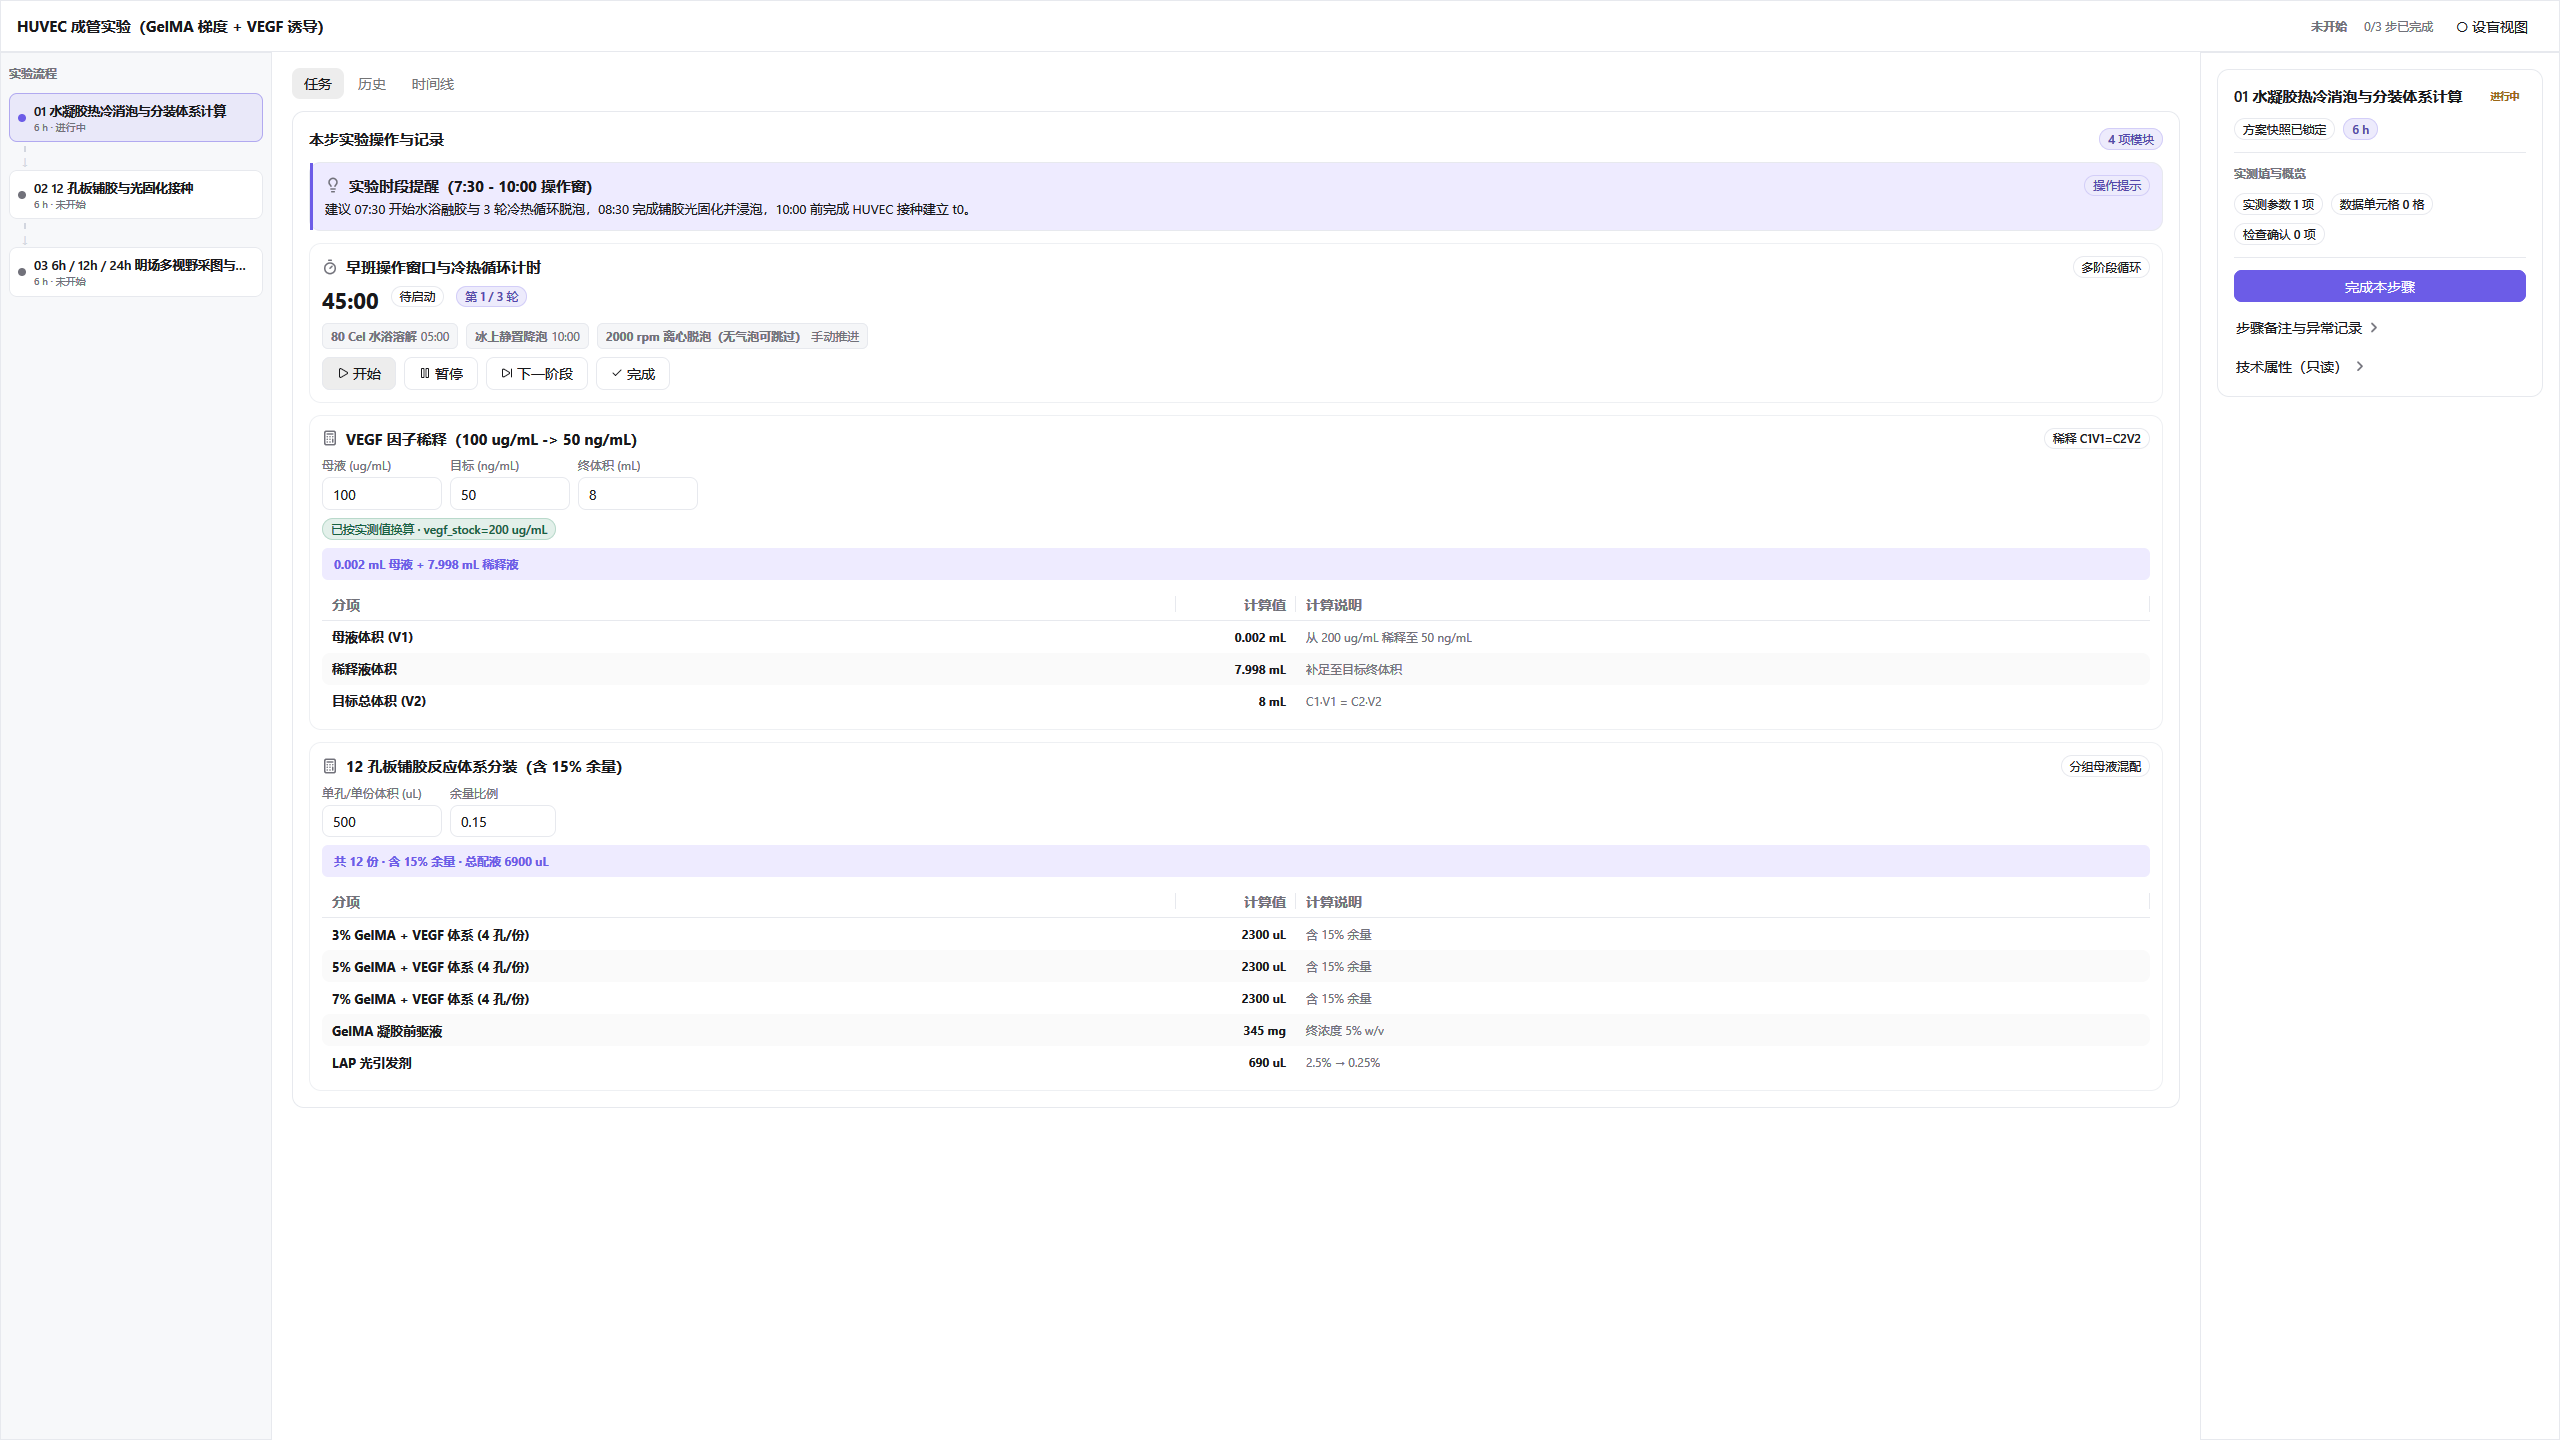 HUVEC 成管实验（GelMA 梯度 + VEGF 诱导）
未开始 0/3 步已完成 设盲视图
实验流程
01 水凝胶热冷消泡与分装体系计算
6 h · 进行中
02 12 孔板铺胶与光固化接种
6 h · 未开始
03 6h / 12h / 24h 明场多视野采图与...
6 h · 未开始
任务 历史 时间线
本步实验操作与记录
4 项模块
实验时段提醒（7:30 - 10:00 操作窗）
操作提示
建议 07:30 开始水浴融胶与 3 轮冷热循环脱泡，08:30 完成铺胶光固化并浸泡，10:00 前完成 HUVEC 接种建立 t0。
早班操作窗口与冷热循环计时
多阶段循环
45:00 待启动 第 1 / 3 轮
80 Cel 水浴溶解 05:00 冰上静置降泡 10:00 2000 rpm 离心脱泡（无气泡可跳过） 手动推进
开始 暂停 下一阶段 完成
VEGF 因子稀释（100 ug/mL -> 50 ng/mL）
稀释 C1V1=C2V2
母液 (ug/mL) 目标 (ng/mL) 终体积 (mL)
100 50 8
已按实测值换算 · vegf_stock=200 ug/mL
0.002 mL 母液 + 7.998 mL 稀释液
分项 计算值 计算说明
母液体积 (V1) 0.002 mL 从 200 ug/mL 稀释至 50 ng/mL
稀释液体积 7.998 mL 补足至目标终体积
目标总体积 (V2) 8 mL C1·V1 = C2·V2
12 孔板铺胶反应体系分装（含 15% 余量）
分组母液混配
单孔/单份体积 (uL) 余量比例
500 0.15
共 12 份 · 含 15% 余量 · 总配液 6900 uL
分项 计算值 计算说明
3% GelMA + VEGF 体系 (4 孔/份) 2300 uL 含 15% 余量
5% GelMA + VEGF 体系 (4 孔/份) 2300 uL 含 15% 余量
7% GelMA + VEGF 体系 (4 孔/份) 2300 uL 含 15% 余量
GelMA 凝胶前驱液 345 mg 终浓度 5% w/v
LAP 光引发剂 690 uL 2.5% → 0.25%
01 水凝胶热冷消泡与分装体系计算 进行中
方案快照已锁定 6 h
实测填写概览
实测参数 1 项 数据单元格 0 格
检查确认 0 项
完成本步骤
步骤备注与异常记录
技术属性（只读）